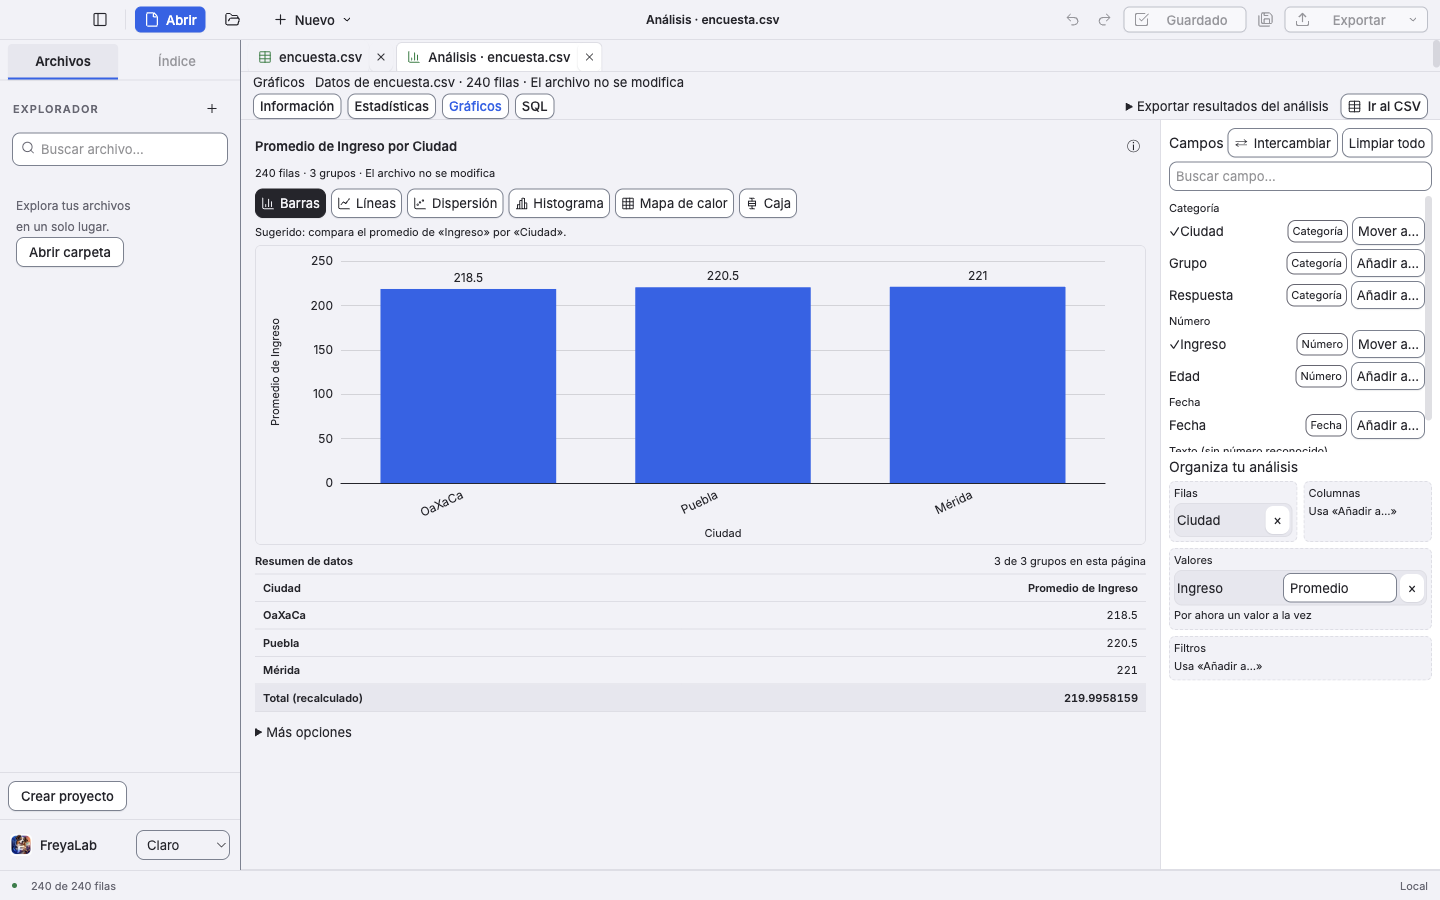 Abrir
Nuevo
Análisis · encuesta.csv
Guardado
Exportar
Archivos
Índice
encuesta.csv
Análisis · encuesta.csv
Gráficos Datos de encuesta.csv · 240 filas · El archivo no se modifica
Información
Estadísticas
Gráficos
SQL
Exportar resultados del análisis
Ir al CSV
EXPLORADOR
Buscar archivo...
Explora tus archivos
en un solo lugar.
Abrir carpeta
Promedio de Ingreso por Ciudad
240 filas · 3 grupos · El archivo no se modifica
Barras
Líneas
Dispersión
Histograma
Mapa de calor
Caja
Sugerido: compara el promedio de «Ingreso» por «Ciudad».
250
200
150
100
50
0
Promedio de Ingreso
218.5
220.5
221
OaXaCa
Puebla
Mérida
Ciudad
Resumen de datos
3 de 3 grupos en esta página
Ciudad Promedio de Ingreso
OaXaCa 218.5
Puebla 220.5
Mérida 221
Total (recalculado) 219.9958159
Más opciones
Campos
Intercambiar
Limpiar todo
Buscar campo...
Categoría
Ciudad Categoría Mover a...
Grupo Categoría Añadir a...
Respuesta Categoría Añadir a...
Número
Ingreso Número Mover a...
Edad Número Añadir a...
Fecha
Fecha Fecha Añadir a...
Texto (sin número reconocido)
Organiza tu análisis
Filas
Ciudad
Columnas
Usa «Añadir a...»
Valores
Ingreso Promedio
Por ahora un valor a la vez
Filtros
Usa «Añadir a...»
Crear proyecto
FreyaLab
Claro
240 de 240 filas
Local